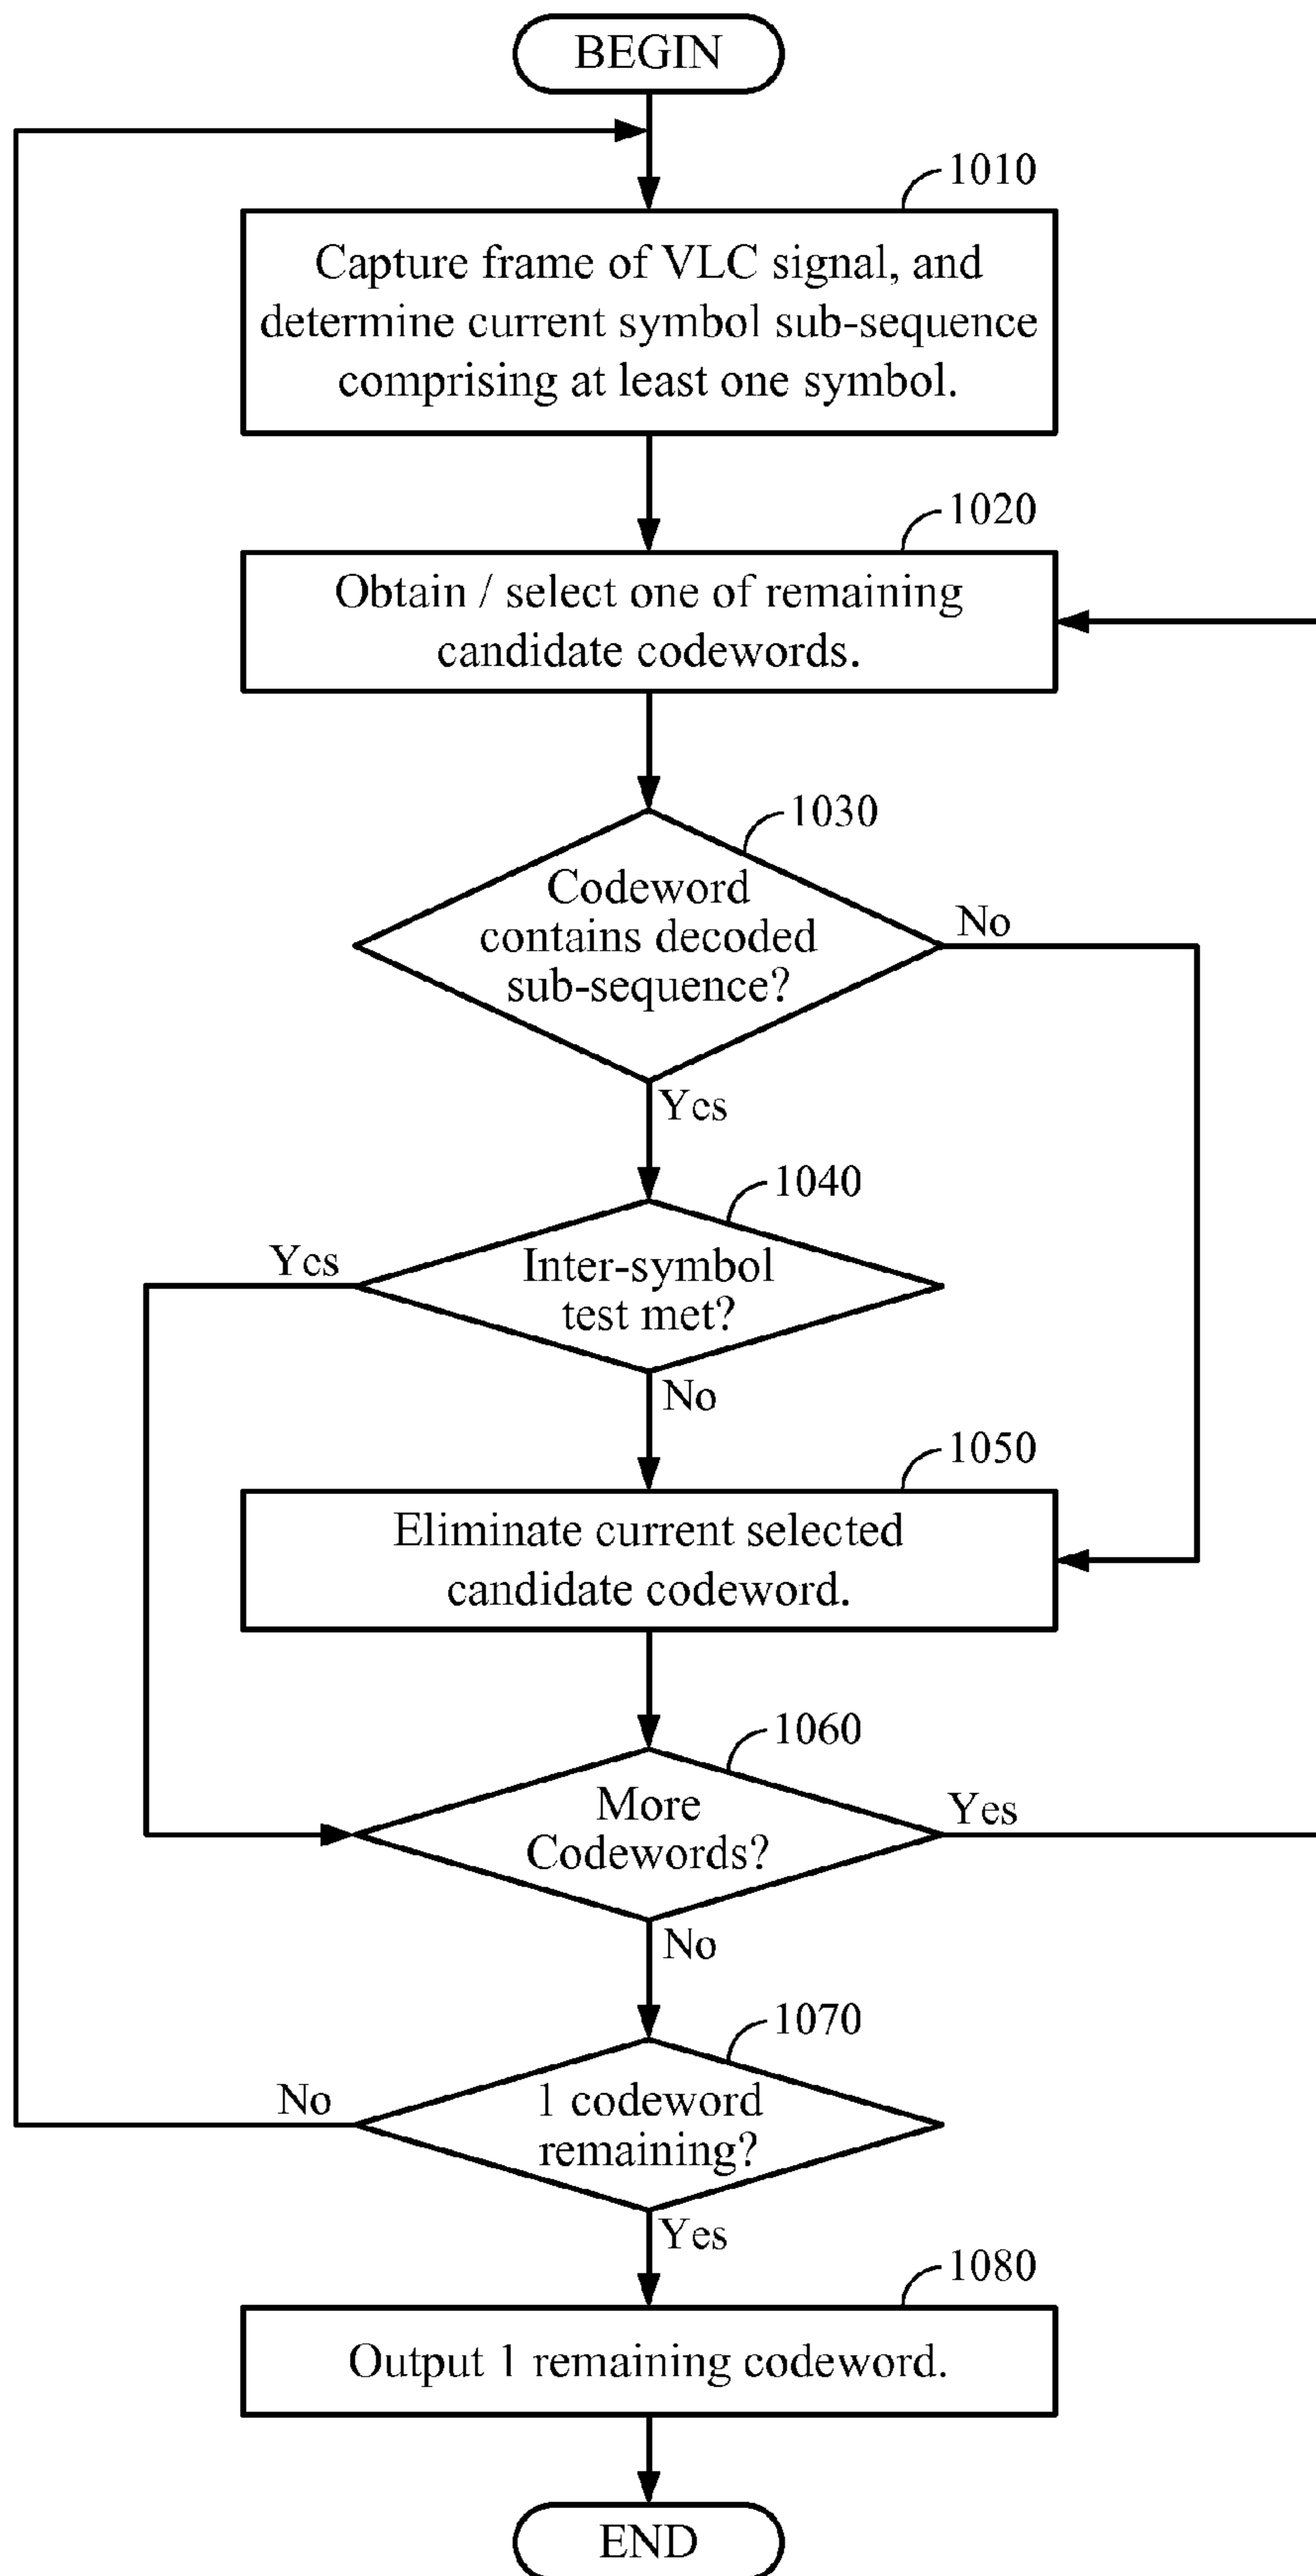 BEGIN
1010
Capture frame of VLC signal, and
determine current symbol sub-sequence
comprising at least one symbol.
1020
Obtain / select one of remaining
candidate codewords.
1030
Codeword
contains decoded
sub-sequence?
No
Yes
1040
Yes
Inter-symbol
test met?
No
1050
Eliminate current selected
candidate codeword.
1060
More
Codewords?
Yes
No
1070
No
1 codeword
remaining?
Yes
1080
Output 1 remaining codeword.
END